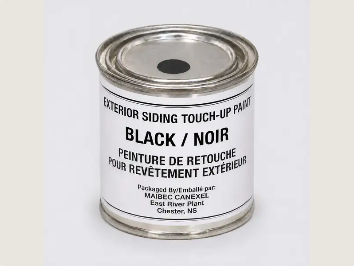 EXTERIOR SIDING TOUCH-UP PAINT
BLACK / NOIR
PEINTURE DE RETOUCHE
POUR REVÊTEMENT EXTÉRIEUR
Packaged By/Emballé par:
MAIBEC CANEXEL
East River Plant
Chester, NS